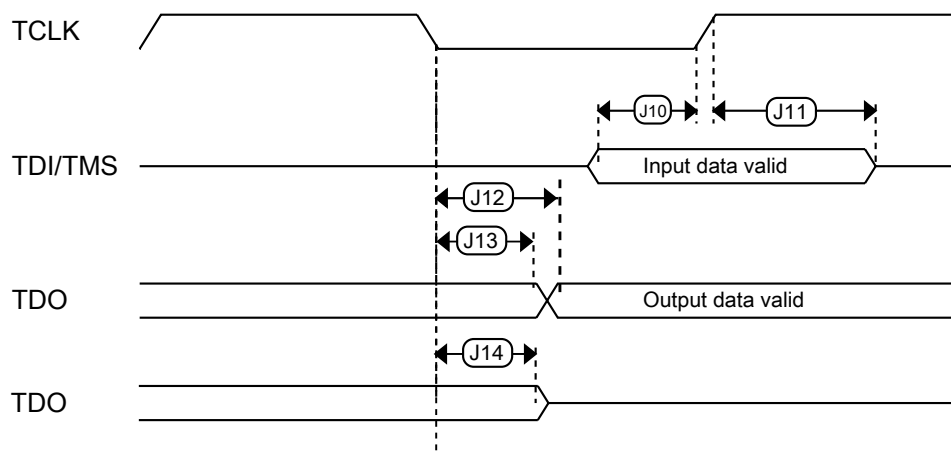 TCLK
J10
J11
TDI/TMS
Input data valid
J12
J13
TDO
Output data valid
J14
TDO